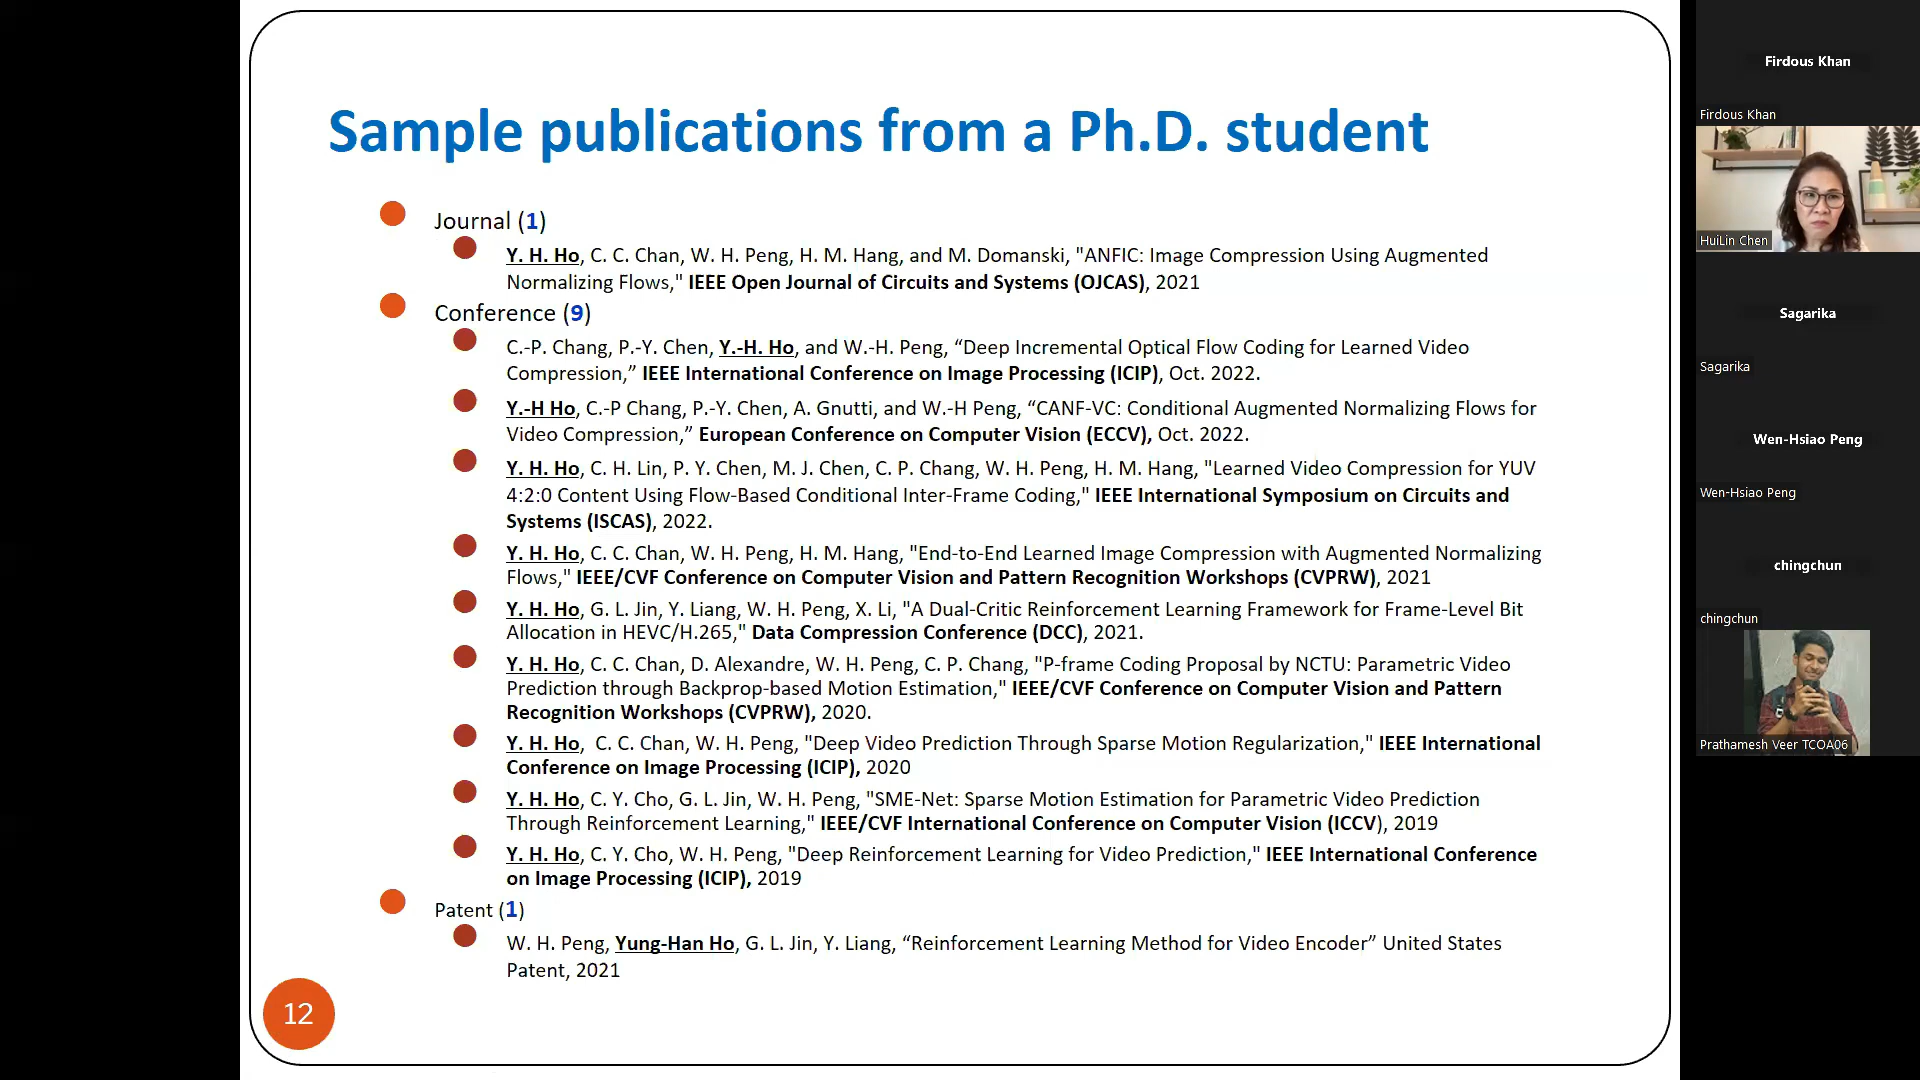 Sample publications from a Ph.D. student
Journal (1)
Y. H. Ho, C. C. Chan, W. H. Peng, H. M. Hang, and M. Domanski, "ANFIC: Image Compression Using Augmented
Normalizing Flows," IEEE Open Journal of Circuits and Systems (OJCAS), 2021
Conference (9)
C.-P. Chang, P.-Y. Chen, Y.-H. Ho, and W.-H. Peng, “Deep Incremental Optical Flow Coding for Learned Video
Compression,” IEEE International Conference on Image Processing (ICIP), Oct. 2022.
Y.-H Ho, C.-P Chang, P.-Y. Chen, A. Gnutti, and W.-H Peng, “CANF-VC: Conditional Augmented Normalizing Flows for
Video Compression,” European Conference on Computer Vision (ECCV), Oct. 2022.
Y. H. Ho, C. H. Lin, P. Y. Chen, M. J. Chen, C. P. Chang, W. H. Peng, H. M. Hang, "Learned Video Compression for YUV
4:2:0 Content Using Flow-Based Conditional Inter-Frame Coding," IEEE International Symposium on Circuits and
Systems (ISCAS), 2022.
Y. H. Ho, C. C. Chan, W. H. Peng, H. M. Hang, "End-to-End Learned Image Compression with Augmented Normalizing
Flows," IEEE/CVF Conference on Computer Vision and Pattern Recognition Workshops (CVPRW), 2021
Y. H. Ho, G. L. Jin, Y. Liang, W. H. Peng, X. Li, "A Dual-Critic Reinforcement Learning Framework for Frame-Level Bit
Allocation in HEVC/H.265," Data Compression Conference (DCC), 2021.
Y. H. Ho, C. C. Chan, D. Alexandre, W. H. Peng, C. P. Chang, "P-frame Coding Proposal by NCTU: Parametric Video
Prediction through Backprop-based Motion Estimation," IEEE/CVF Conference on Computer Vision and Pattern
Recognition Workshops (CVPRW), 2020.
Y. H. Ho, C. C. Chan, W. H. Peng, "Deep Video Prediction Through Sparse Motion Regularization," IEEE International
Conference on Image Processing (ICIP), 2020
Y. H. Ho, C. Y. Cho, G. L. Jin, W. H. Peng, "SME-Net: Sparse Motion Estimation for Parametric Video Prediction
Through Reinforcement Learning," IEEE/CVF International Conference on Computer Vision (ICCV), 2019
Y. H. Ho, C. Y. Cho, W. H. Peng, "Deep Reinforcement Learning for Video Prediction," IEEE International Conference
on Image Processing (ICIP), 2019
Patent (1)
W. H. Peng, Yung-Han Ho, G. L. Jin, Y. Liang, “Reinforcement Learning Method for Video Encoder” United States
Patent, 2021
12
Firdous Khan
Firdous Khan
HuiLin Chen
Sagarika
Sagarika
Wen-Hsiao Peng
Wen-Hsiao Peng
chingchun
chingchun
Prathamesh Veer TCOA06